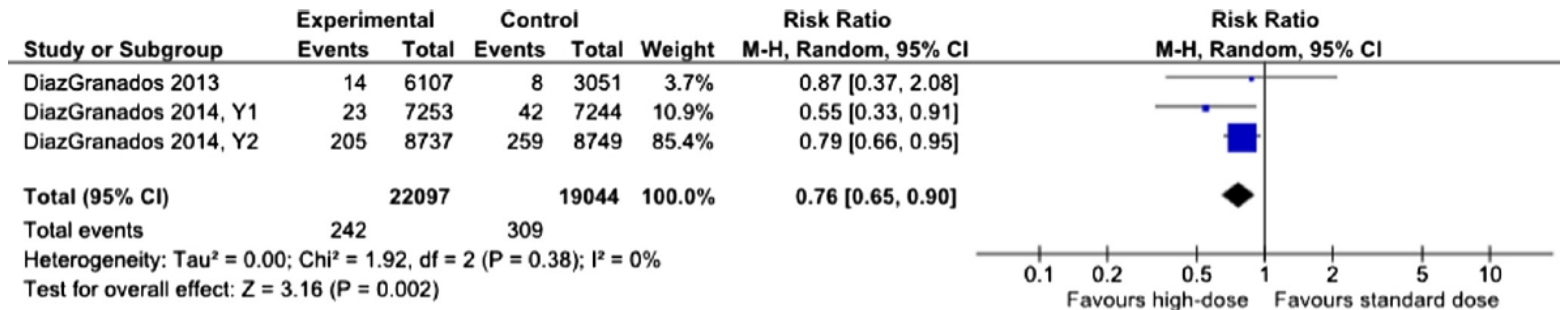 Experimental Control Risk Ratio Risk Ratio
Study or Subgroup Events Total Events Total Weight M-H, Random, 95% CI M-H, Random, 95% CI
DiazGranados 2013 14 6107 8 3051 3.7% 0.87 [0.37, 2.08]
DiazGranados 2014, Y1 23 7253 42 7244 10.9% 0.55 [0.33, 0.91]
DiazGranados 2014, Y2 205 8737 259 8749 85.4% 0.79 [0.66, 0.95]
Total (95% CI) 22097 19044 100.0% 0.76 [0.65, 0.90]
Total events 242 309
Heterogeneity: Tau² = 0.00; Chi² = 1.92, df = 2 (P = 0.38); I² = 0%
Test for overall effect: Z = 3.16 (P = 0.002)
0.1 0.2 0.5 1 2 5 10
Favours high-dose Favours standard dose